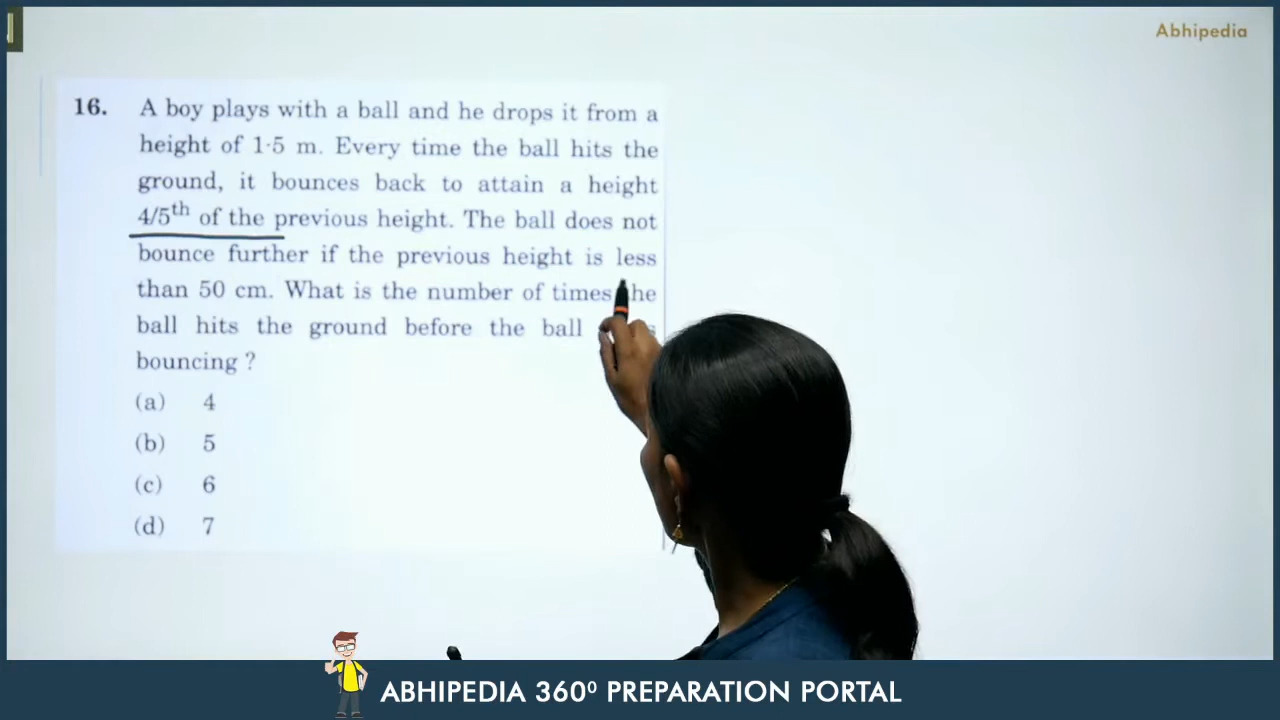 Abhipedia
16. A boy plays with a ball and he drops it from a
height of 1·5 m. Every time the ball hits the
ground, it bounces back to attain a height
4/5th of the previous height. The ball does not
bounce further if the previous height is less
than 50 cm. What is the number of times the
ball hits the ground before the ball
bouncing ?
(a) 4
(b) 5
(c) 6
(d) 7
ABHIPEDIA 360º PREPARATION PORTAL